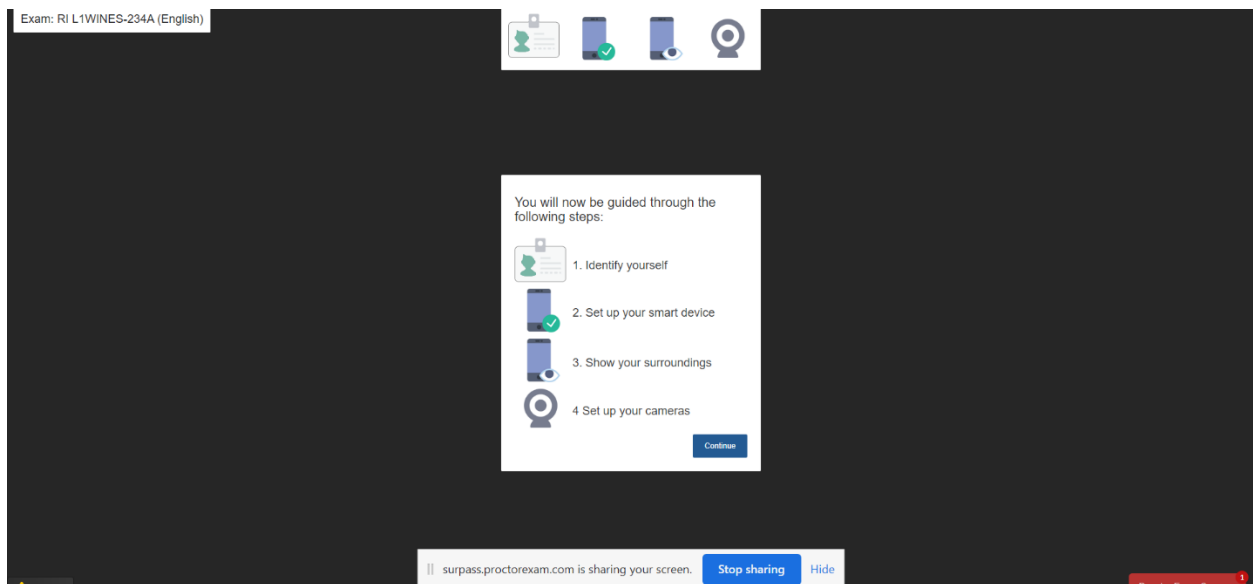 Exam: RI L1WINES-234A (English)
You will now be guided through the
following steps:
1. Identify yourself
2. Set up your smart device
3. Show your surroundings
4 Set up your cameras
Continue
surpass.proctorexam.com is sharing your screen.
Stop sharing
Hide
1